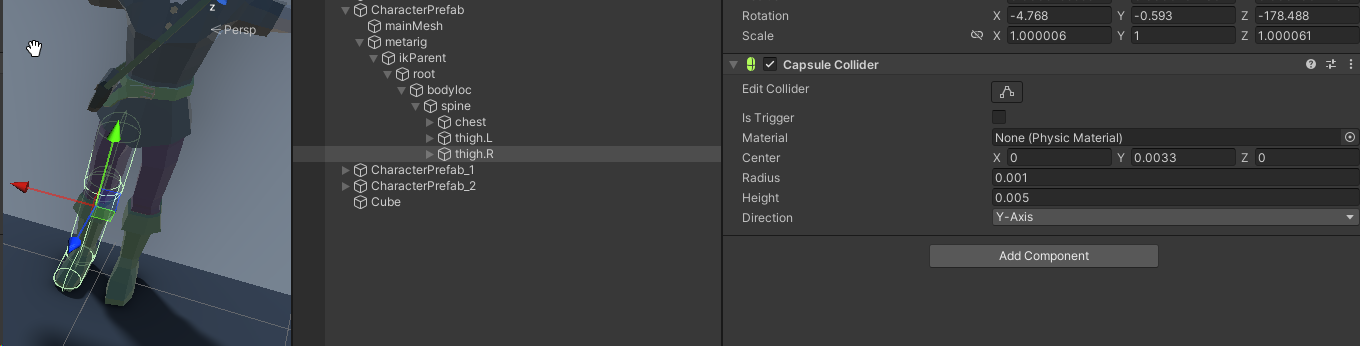 z
Persp
CharacterPrefab
mainMesh
metarig
ikParent
root
bodyloc
spine
chest
thigh.L
thigh.R
CharacterPrefab_1
CharacterPrefab_2
Cube
Rotation X -4.768 Y -0.593 Z -178.488
Scale X 1.000006 Y 1 Z 1.000061
Capsule Collider
Edit Collider
Is Trigger
Material None (Physic Material)
Center X 0 Y 0.0033 Z 0
Radius 0.001
Height 0.005
Direction Y-Axis
Add Component